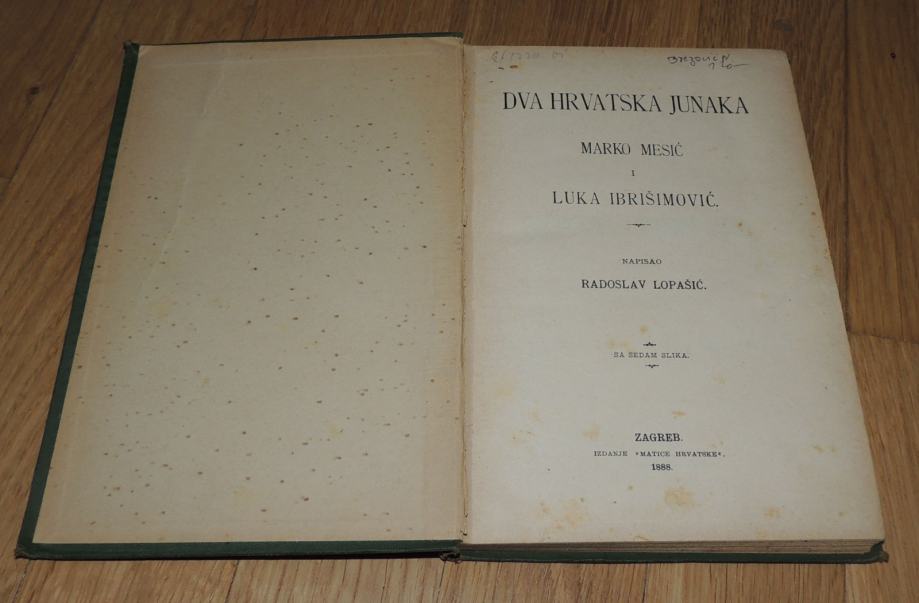 DVA HRVATSKA JUNAKA
MARKO MESIĆ
I
LUKA IBRIŠIMOVIĆ.
NAPISAO
RADOSLAV LOPAŠIĆ.
SA SEDAM SLIKA.
ZAGREB.
IZDANJE »MATICE HRVATSKE«.
1888.